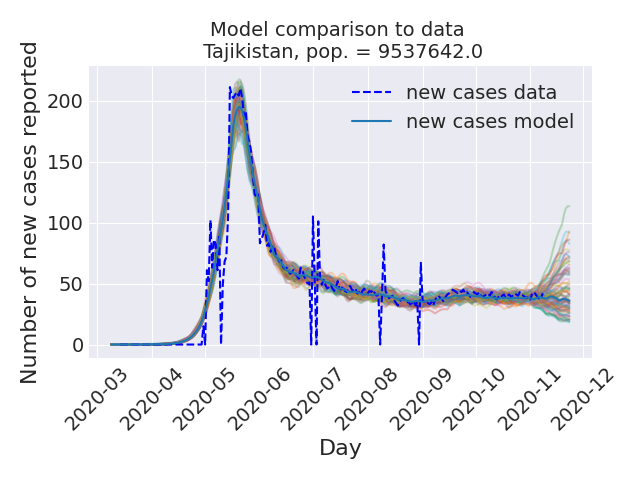 Model comparison to data
Tajikistan, pop. = 9537642.0
Number of new cases reported
200
150
100
50
0
new cases data
new cases model
2020-03
2020-04
2020-05
2020-06
2020-07
2020-08
2020-09
2020-10
2020-11
2020-12
Day